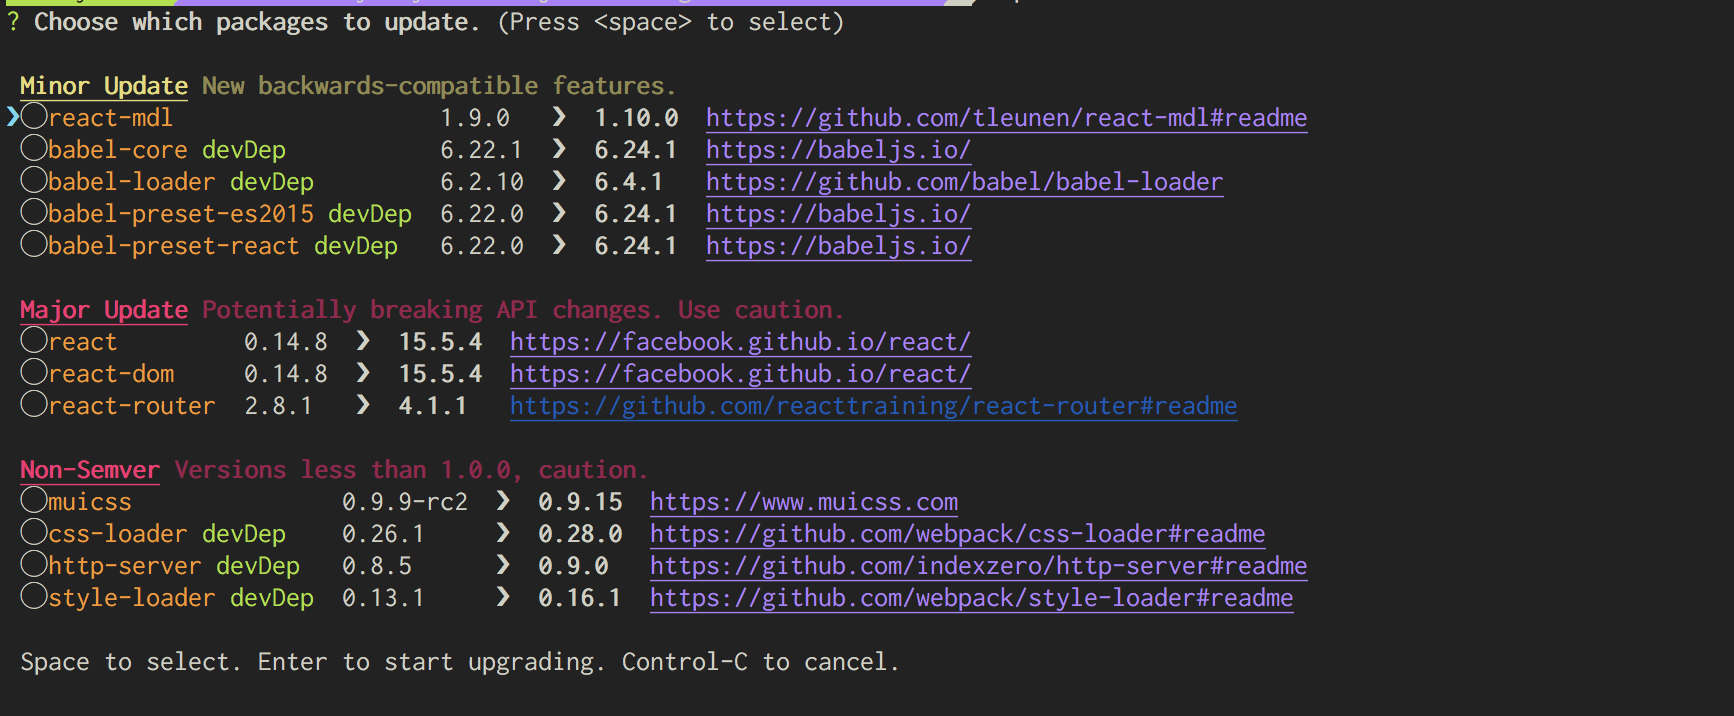 ? Choose which packages to update. (Press <space> to select)
Minor Update New backwards-compatible features.
❯◯react-mdl 1.9.0 ❯ 1.10.0 https://github.com/tleunen/react-mdl#readme
◯babel-core devDep 6.22.1 ❯ 6.24.1 https://babeljs.io/
◯babel-loader devDep 6.2.10 ❯ 6.4.1 https://github.com/babel/babel-loader
◯babel-preset-es2015 devDep 6.22.0 ❯ 6.24.1 https://babeljs.io/
◯babel-preset-react devDep 6.22.0 ❯ 6.24.1 https://babeljs.io/
Major Update Potentially breaking API changes. Use caution.
◯react 0.14.8 ❯ 15.5.4 https://facebook.github.io/react/
◯react-dom 0.14.8 ❯ 15.5.4 https://facebook.github.io/react/
◯react-router 2.8.1 ❯ 4.1.1 https://github.com/reacttraining/react-router#readme
Non-Semver Versions less than 1.0.0, caution.
◯muicss 0.9.9-rc2 ❯ 0.9.15 https://www.muicss.com
◯css-loader devDep 0.26.1 ❯ 0.28.0 https://github.com/webpack/css-loader#readme
◯http-server devDep 0.8.5 ❯ 0.9.0 https://github.com/indexzero/http-server#readme
◯style-loader devDep 0.13.1 ❯ 0.16.1 https://github.com/webpack/style-loader#readme
Space to select. Enter to start upgrading. Control-C to cancel.